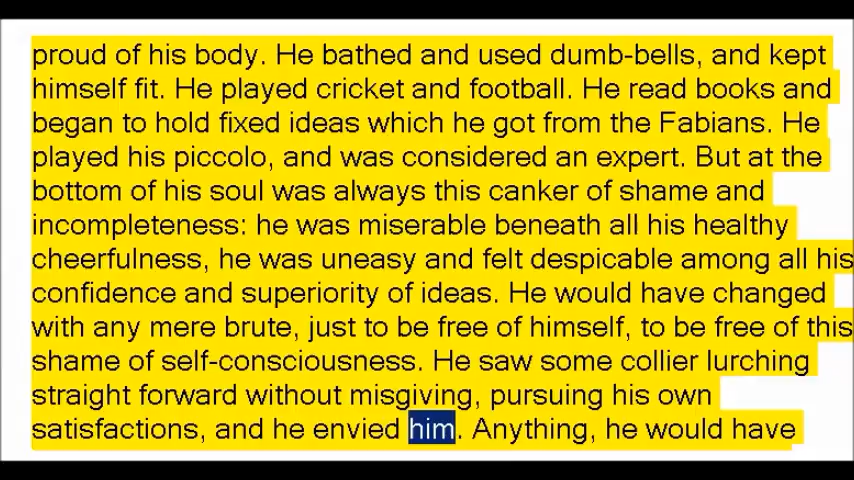 proud of his body. He bathed and used dumb-bells, and kept
himself fit. He played cricket and football. He read books and
began to hold fixed ideas which he got from the Fabians. He
played his piccolo, and was considered an expert. But at the
bottom of his soul was always this canker of shame and
incompleteness: he was miserable beneath all his healthy
cheerfulness, he was uneasy and felt despicable among all his
confidence and superiority of ideas. He would have changed
with any mere brute, just to be free of himself, to be free of this
shame of self-consciousness. He saw some collier lurching
straight forward without misgiving, pursuing his own
satisfactions, and he envied him. Anything, he would have